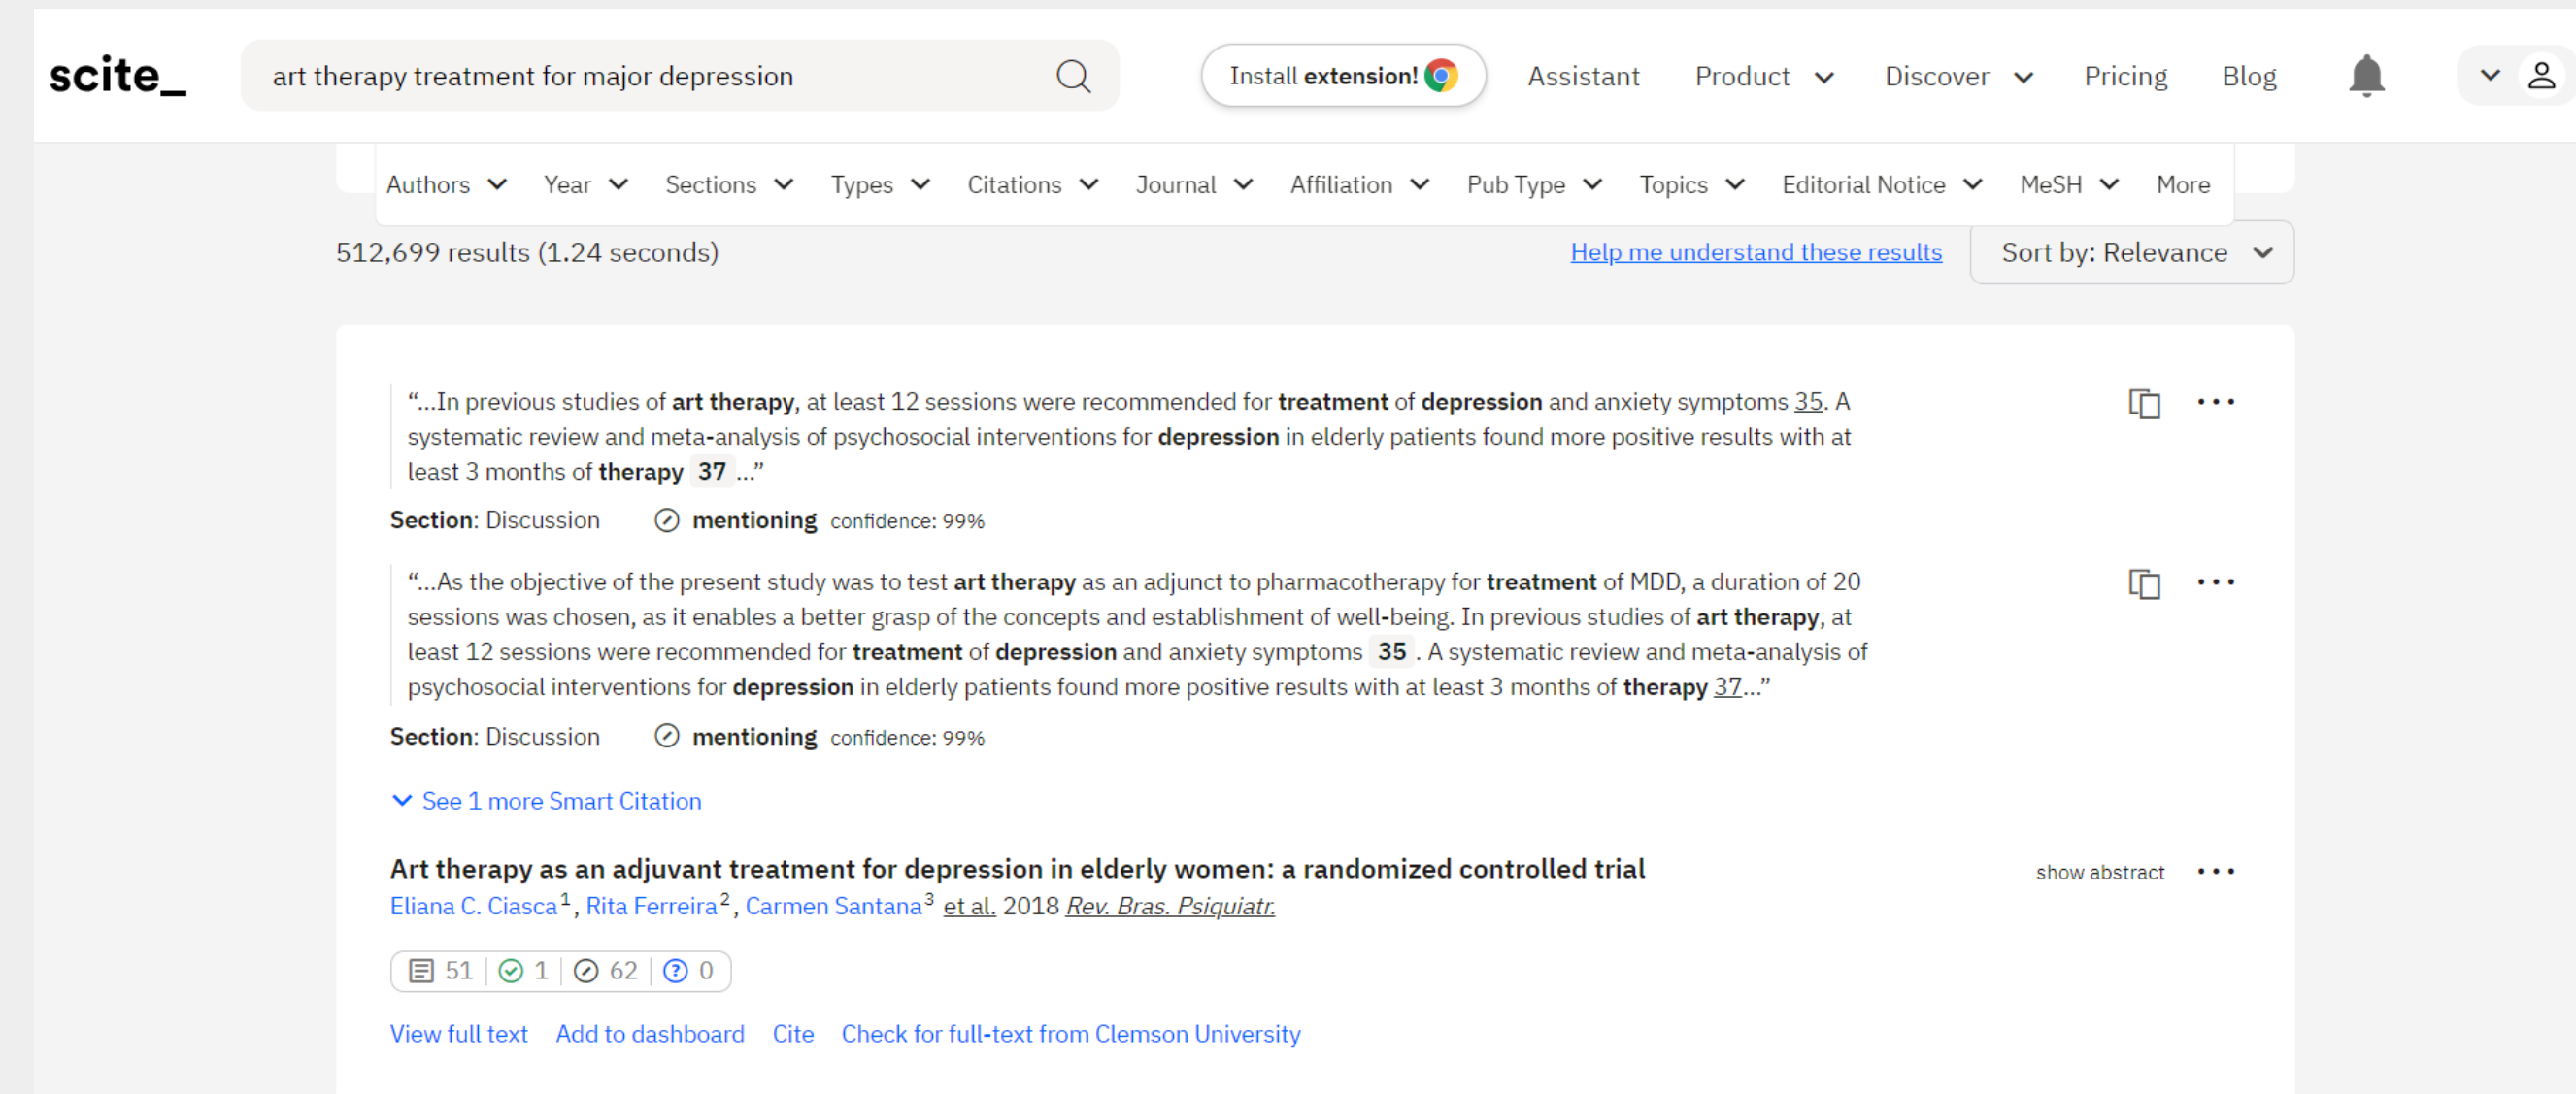 scite_ art therapy treatment for major depression Install extension! Assistant Product Discover Pricing Blog
Authors Year Sections Types Citations Journal Affiliation Pub Type Topics Editorial Notice MeSH More
512,699 results (1.24 seconds) Help me understand these results Sort by: Relevance
“...In previous studies of art therapy, at least 12 sessions were recommended for treatment of depression and anxiety symptoms 35. A
systematic review and meta-analysis of psychosocial interventions for depression in elderly patients found more positive results with at
least 3 months of therapy 37 ...”
Section: Discussion mentioning confidence: 99%
“...As the objective of the present study was to test art therapy as an adjunct to pharmacotherapy for treatment of MDD, a duration of 20
sessions was chosen, as it enables a better grasp of the concepts and establishment of well-being. In previous studies of art therapy, at
least 12 sessions were recommended for treatment of depression and anxiety symptoms 35 . A systematic review and meta-analysis of
psychosocial interventions for depression in elderly patients found more positive results with at least 3 months of therapy 37...”
Section: Discussion mentioning confidence: 99%
See 1 more Smart Citation
Art therapy as an adjuvant treatment for depression in elderly women: a randomized controlled trial show abstract
Eliana C. Ciasca 1, Rita Ferreira 2, Carmen Santana 3 et al. 2018 Rev. Bras. Psiquiatr.
51 1 62 ? 0
View full text Add to dashboard Cite Check for full-text from Clemson University